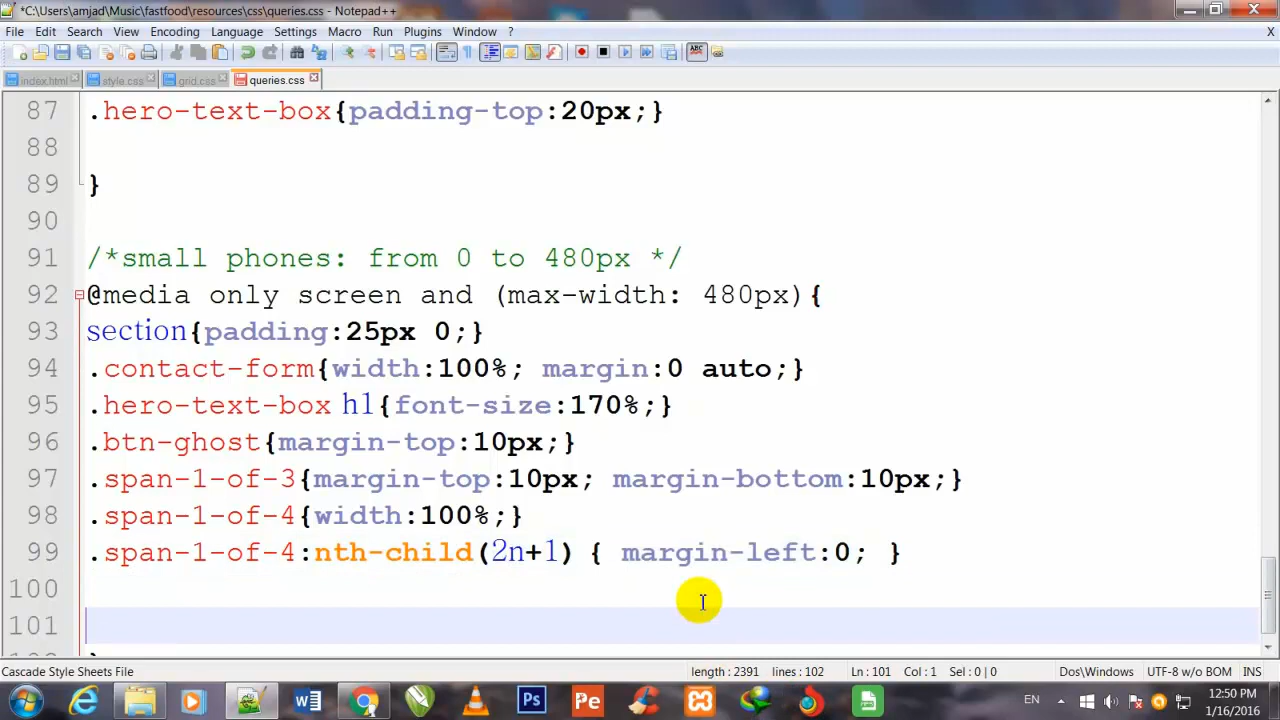 *C:\Users\amjad\Music\fastfood\resources\css\queries.css - Notepad++
File Edit Search View Encoding Language Settings Macro Run Plugins Window ? X
index.html style.css grid.css queries.css
87 .hero-text-box{padding-top:20px;}
88
89 }
90
91 /*small phones: from 0 to 480px */
92 @media only screen and (max-width: 480px){
93 section{padding:25px 0;}
94 .contact-form{width:100%; margin:0 auto;}
95 .hero-text-box h1{font-size:170%;}
96 .btn-ghost{margin-top:10px;}
97 .span-1-of-3{margin-top:10px; margin-bottom:10px;}
98 .span-1-of-4{width:100%;}
99 .span-1-of-4:nth-child(2n+1) { margin-left:0; }
100
101
Cascade Style Sheets File length : 2391 lines : 102 Ln : 101 Col : 1 Sel : 0 | 0 Dos\Windows UTF-8 w/o BOM INS
W Ps Pe EN 12:50 PM
1/16/2016